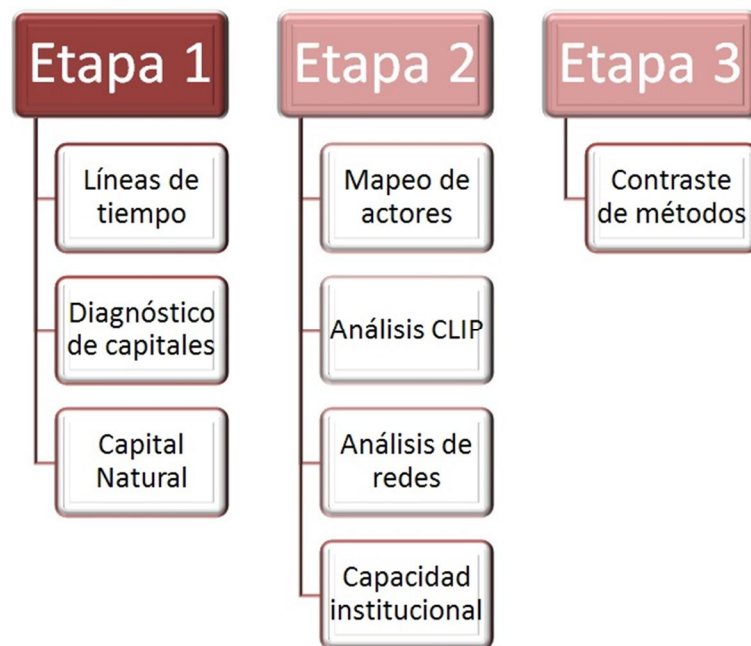 Etapa 1
Líneas de
tiempo
Diagnóstico
de capitales
Capital
Natural
Etapa 2
Mapeo de
actores
Análisis CLIP
Análisis de
redes
Capacidad
institucional
Etapa 3
Contraste
de métodos